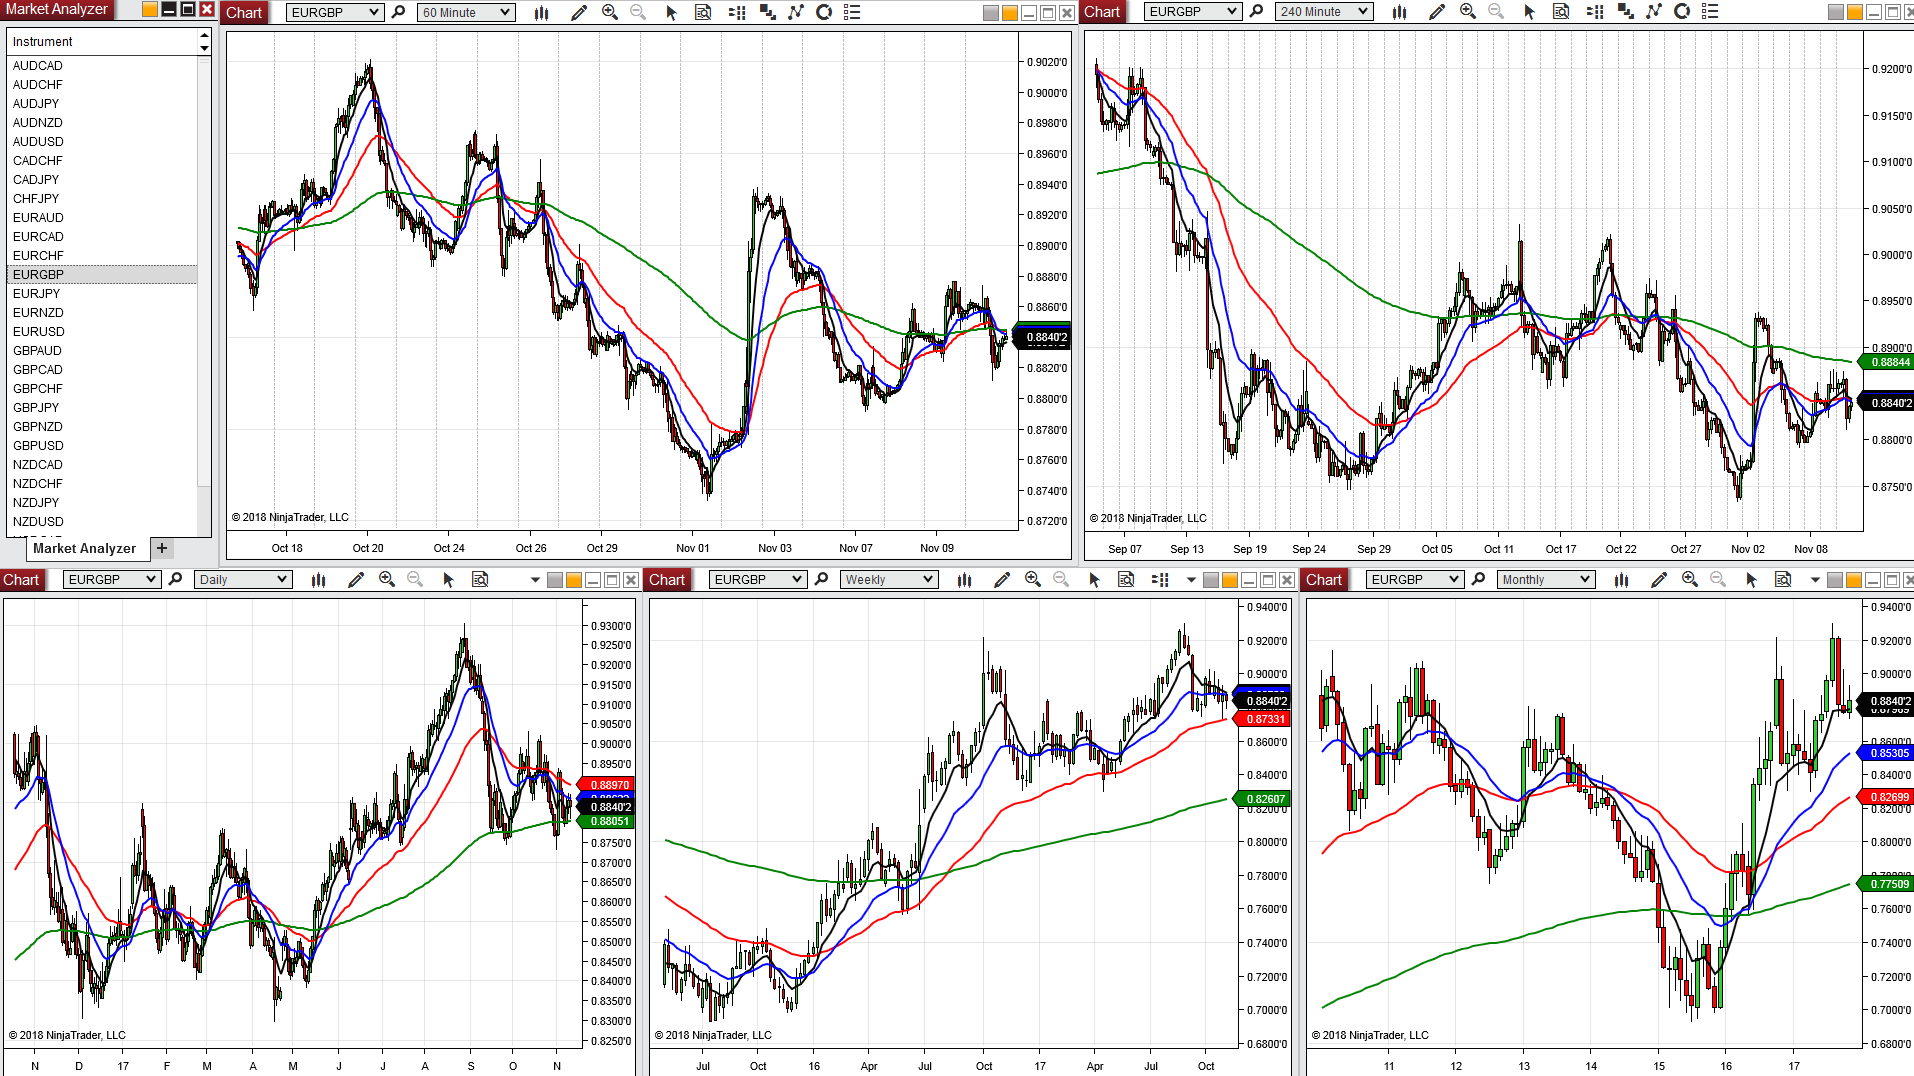 Market Analyzer
Instrument
AUDCAD
AUDCHF
AUDJPY
AUDNZD
AUDUSD
CADCHF
CADJPY
CHFJPY
EURAUD
EURCAD
EURCHF
EURGBP
EURJPY
EURNZD
EURUSD
GBPAUD
GBPCAD
GBPCHF
GBPJPY
GBPNZD
GBPUSD
NZDCAD
NZDCHF
NZDJPY
NZDUSD
Market Analyzer +
Chart EURGBP 60 Minute
0.9020'0
0.9000'0
0.8980'0
0.8960'0
0.8940'0
0.8920'0
0.8900'0
0.8880'0
0.8860'0
0.8840'2
0.8820'0
0.8800'0
0.8780'0
0.8760'0
0.8740'0
0.8720'0
© 2018 NinjaTrader, LLC
Oct 18 Oct 20 Oct 24 Oct 26 Oct 29 Nov 01 Nov 03 Nov 07 Nov 09
Chart EURGBP 240 Minute
0.9200'0
0.9150'0
0.9100'0
0.9050'0
0.9000'0
0.8950'0
0.8900'0
0.88844
0.8840'2
0.8800'0
0.8750'0
© 2018 NinjaTrader, LLC
Sep 07 Sep 13 Sep 19 Sep 24 Sep 29 Oct 05 Oct 11 Oct 17 Oct 22 Oct 27 Nov 02 Nov 08
Chart EURGBP Daily
0.9300'0
0.9250'0
0.9200'0
0.9150'0
0.9100'0
0.9050'0
0.9000'0
0.8950'0
0.88970
0.8840'2
0.88051
0.8750'0
0.8700'0
0.8650'0
0.8600'0
0.8550'0
0.8500'0
0.8450'0
0.8400'0
0.8350'0
0.8300'0
0.8250'0
© 2018 NinjaTrader, LLC
N D 17 F M A M J J A S O N
Chart EURGBP Weekly
0.9400'0
0.9200'0
0.9000'0
0.8840'2
0.87331
0.8600'0
0.8400'0
0.82607
0.8200'0
0.8000'0
0.7800'0
0.7600'0
0.7400'0
0.7200'0
0.7000'0
0.6800'0
© 2018 NinjaTrader, LLC
Jul Oct 16 Apr Jul Oct 17 Apr Jul Oct
Chart EURGBP Monthly
0.9400'0
0.9200'0
0.9000'0
0.8840'2
0.8600'0
0.85305
0.8400'0
0.82699
0.8200'0
0.8000'0
0.77509
0.7600'0
0.7400'0
0.7200'0
0.7000'0
0.6800'0
© 2018 NinjaTrader, LLC
11 12 13 14 15 16 17